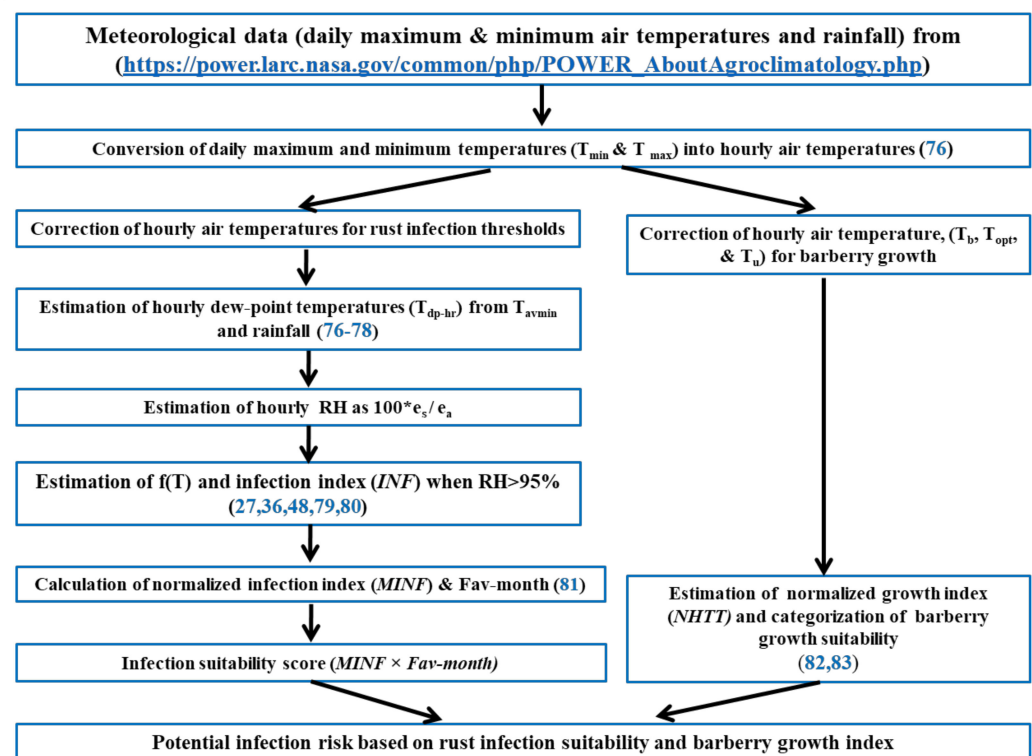 Meteorological data (daily maximum & minimum air temperatures and rainfall) from
(https://power.larc.nasa.gov/common/php/POWER_AboutAgroclimatology.php)
Conversion of daily maximum and minimum temperatures (Tmin & T max) into hourly air temperatures (76)
Correction of hourly air temperatures for rust infection thresholds
Estimation of hourly dew-point temperatures (Tdp-hr) from Tavmin
and rainfall (76-78)
Estimation of hourly RH as 100*es/ ea
Estimation of f(T) and infection index (INF) when RH>95%
(27,36,48,79,80)
Calculation of normalized infection index (MINF) & Fav-month (81)
Infection suitability score (MINF × Fav-month)
Correction of hourly air temperature, (Tb, Topt,
& Tu) for barberry growth
Estimation of normalized growth index
(NHTT) and categorization of barberry
growth suitability
(82,83)
Potential infection risk based on rust infection suitability and barberry growth index